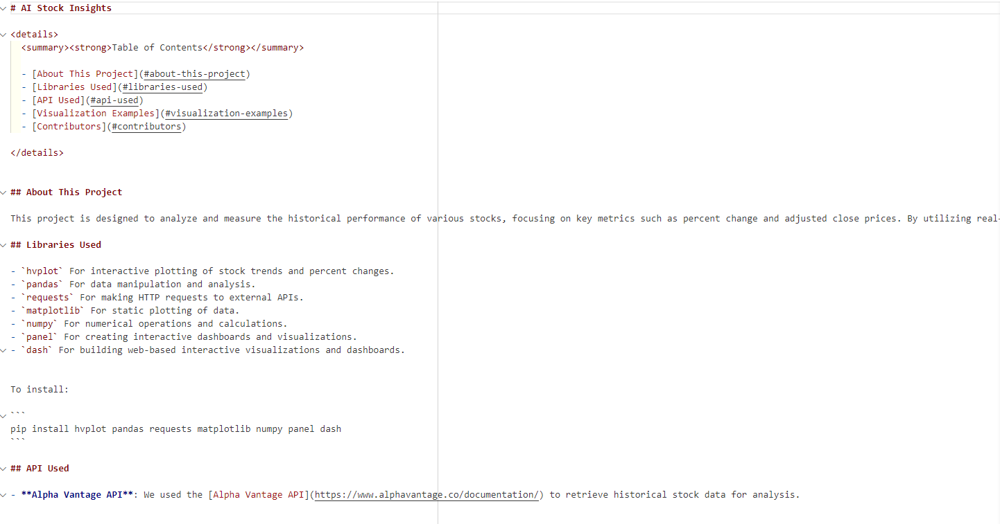 # AI Stock Insights
<details>
<summary><strong>Table of Contents</strong></summary>
- [About This Project](#about-this-project)
- [Libraries Used](#libraries-used)
- [API Used](#api-used)
- [Visualization Examples](#visualization-examples)
- [Contributors](#contributors)
</details>
## About This Project
This project is designed to analyze and measure the historical performance of various stocks, focusing on key metrics such as percent change and adjusted close prices. By utilizing real-
## Libraries Used
- `hvplot` For interactive plotting of stock trends and percent changes.
- `pandas` For data manipulation and analysis.
- `requests` For making HTTP requests to external APIs.
- `matplotlib` For static plotting of data.
- `numpy` For numerical operations and calculations.
- `panel` For creating interactive dashboards and visualizations.
- `dash` For building web-based interactive visualizations and dashboards.
To install:
```
pip install hvplot pandas requests matplotlib numpy panel dash
```
## API Used
- **Alpha Vantage API**: We used the [Alpha Vantage API](https://www.alphavantage.co/documentation/) to retrieve historical stock data for analysis.